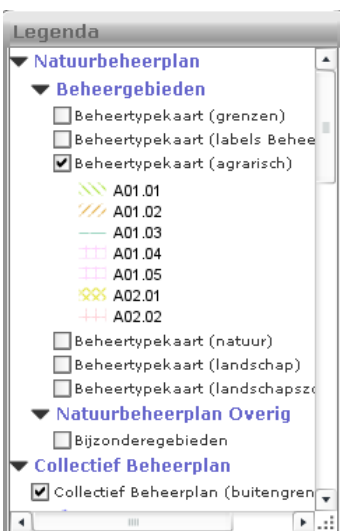 Legenda
Natuurbeheerplan
Beheergebieden
Beheertypekaart (grenzen)
Beheertypekaart (labels Behee
Beheertypekaart (agrarisch)
A01.01
A01.02
A01.03
A01.04
A01.05
A02.01
A02.02
Beheertypekaart (natuur)
Beheertypekaart (landschap)
Beheertypekaart (landschapszo
Natuurbeheerplan Overig
Bijzonderegebieden
Collectief Beheerplan
Collectief Beheerplan (buitengren